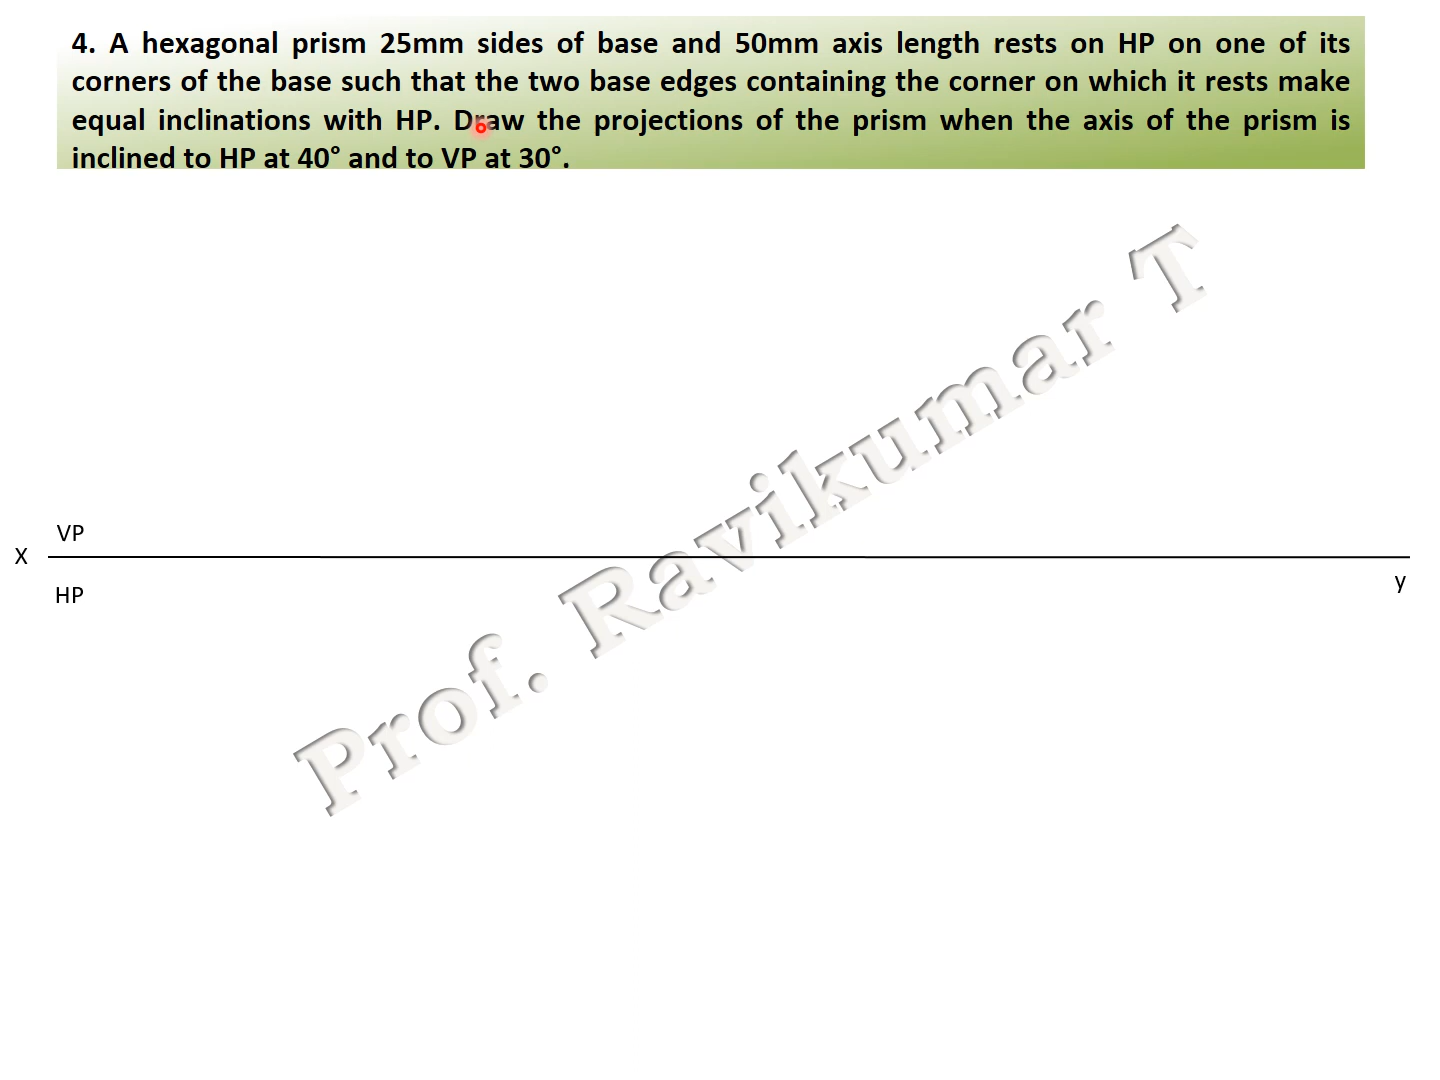 4. A hexagonal prism 25mm sides of base and 50mm axis length rests on HP on one of its
corners of the base such that the two base edges containing the corner on which it rests make
equal inclinations with HP. Draw the projections of the prism when the axis of the prism is
inclined to HP at 40° and to VP at 30°.
Prof. Ravikumar T
VP
X
y
HP